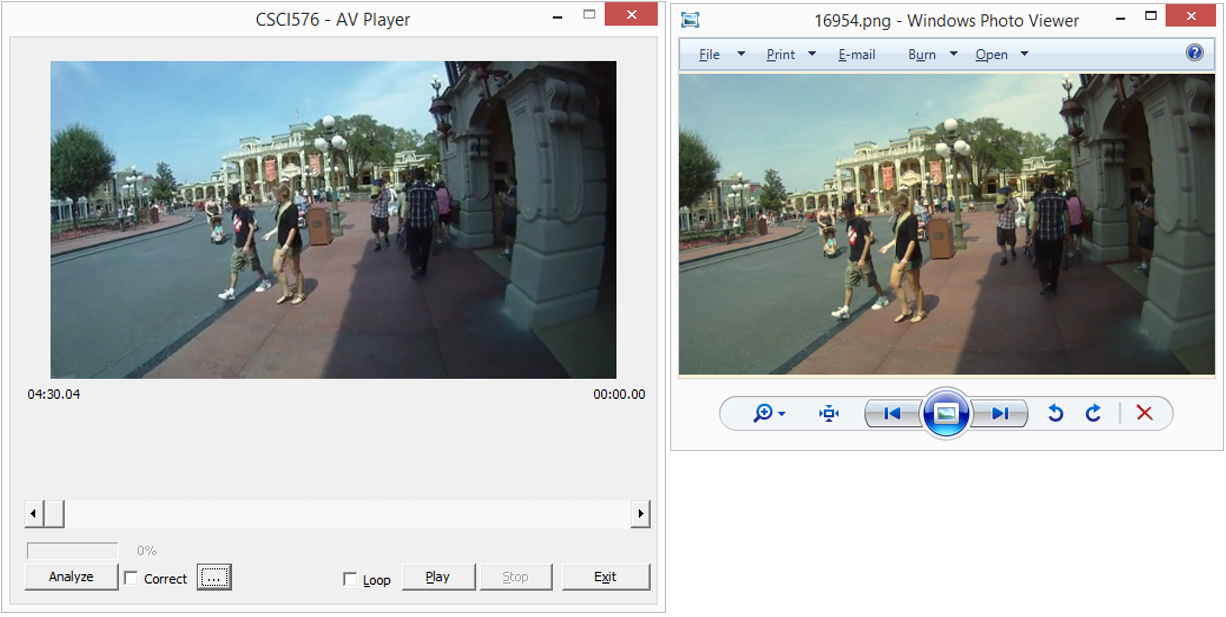 CSCI576 - AV Player
04:30.04
00:00.00
0%
Analyze
Correct
...
Loop
Play
Stop
Exit
16954.png - Windows Photo Viewer
File
Print
E-mail
Burn
Open
?